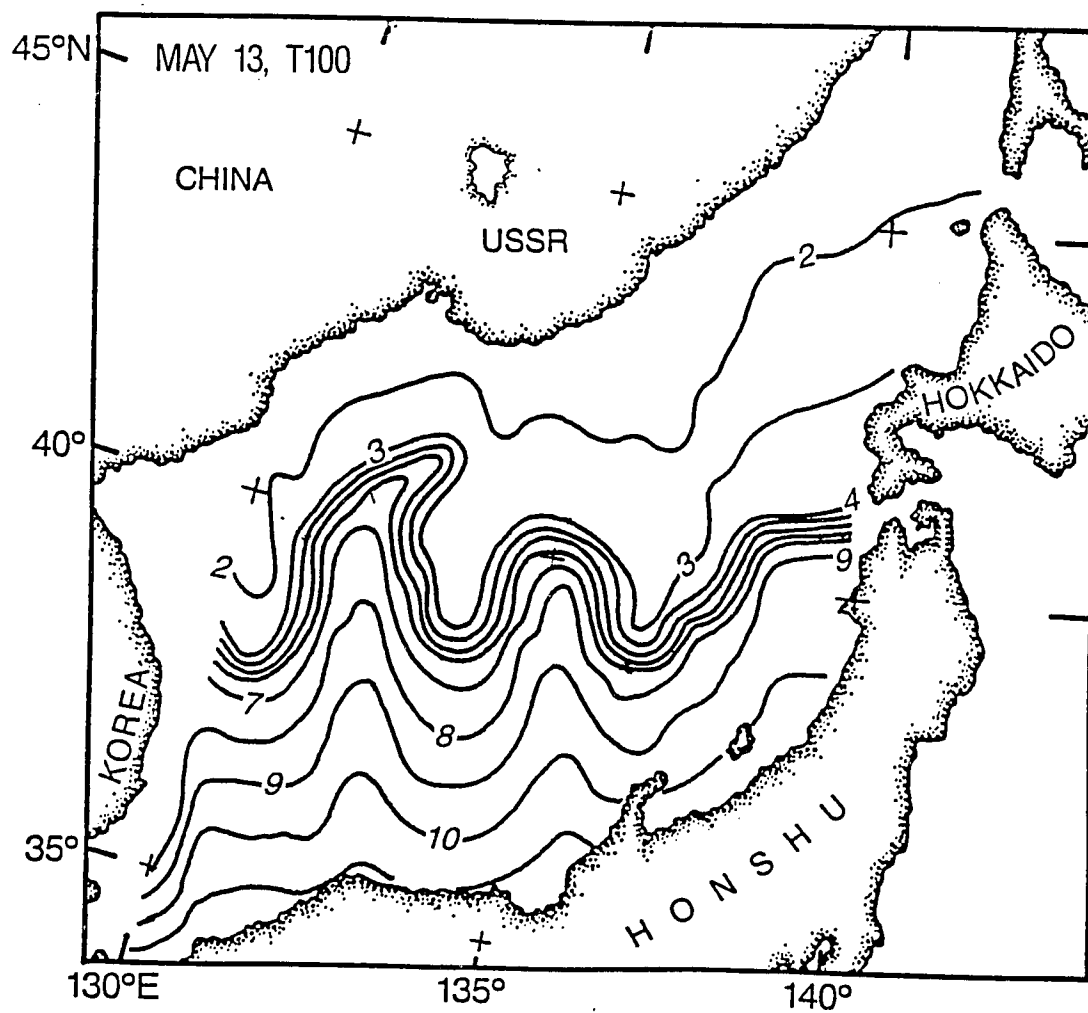 45°N
MAY 13, T100
CHINA
USSR
2
HOKKAIDO
40°
3
4
2
3
9
7
8
KOREA
9
10
35°
HONSHU
130°E
135°
140°